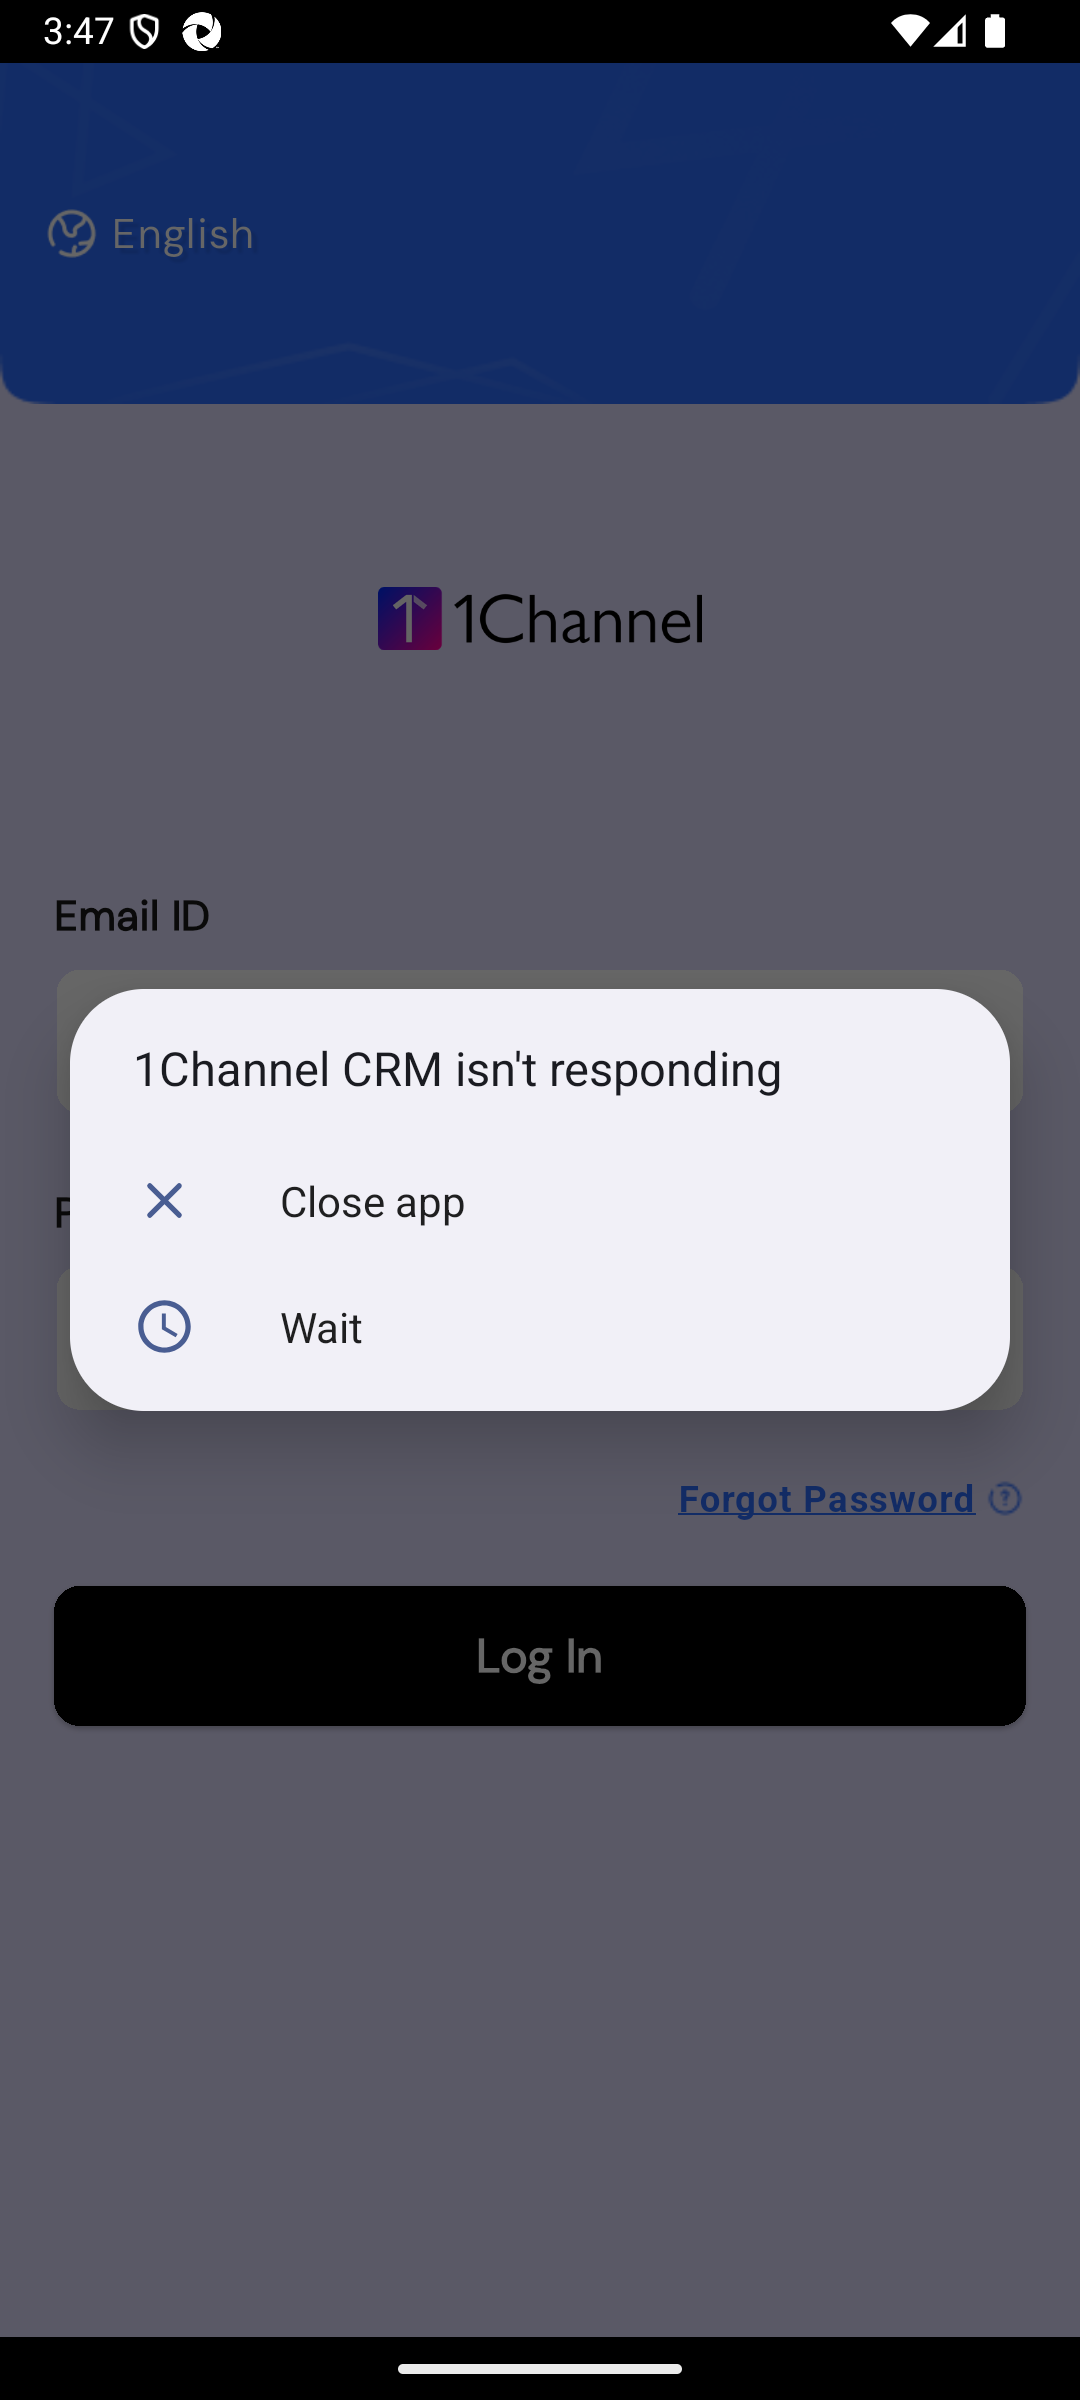 3:47
English
1Channel
Email ID
1Channel CRM isn't responding
Close app
Wait
Forgot Password
Log In